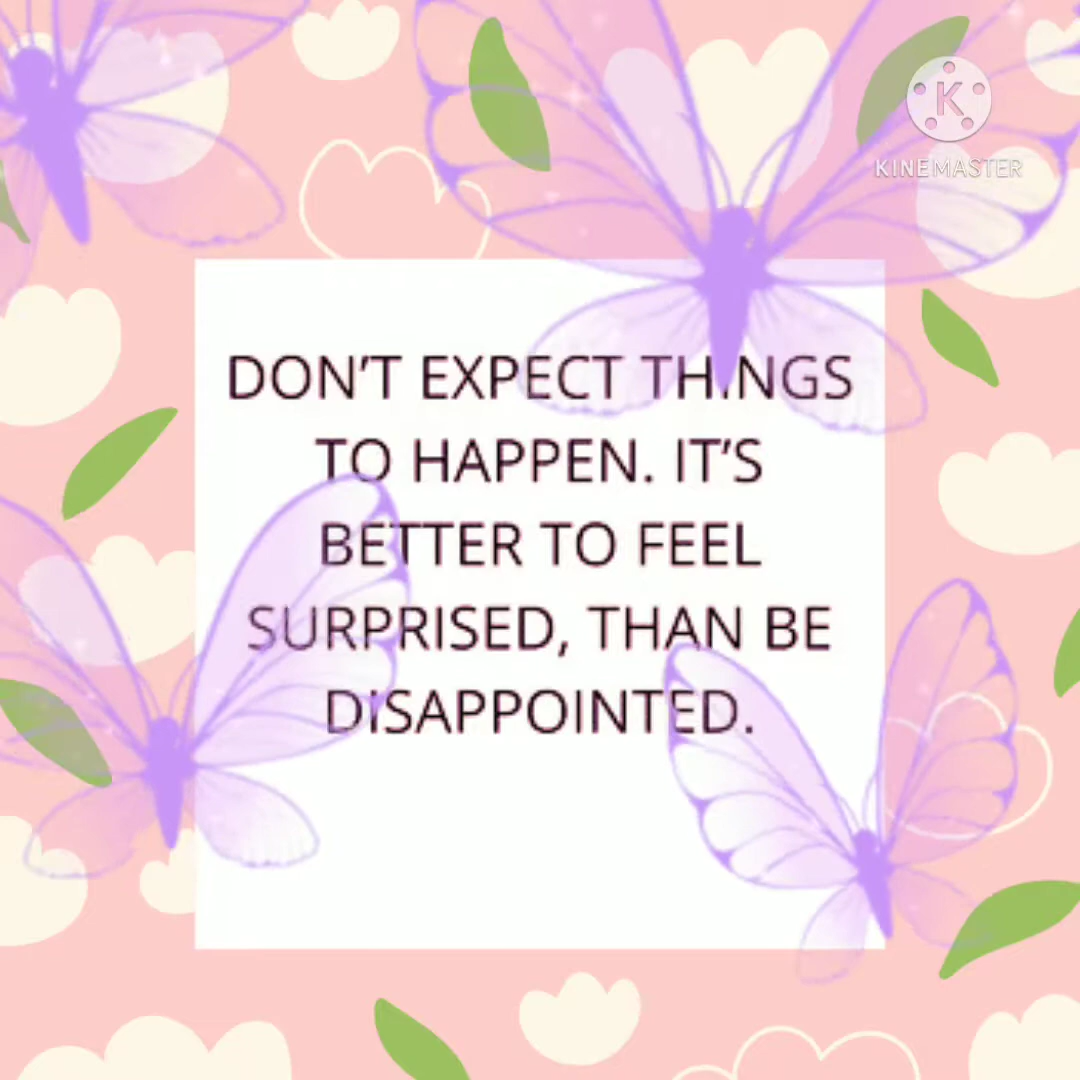 KINEMASTER
DON'T EXPECT THINGS
TO HAPPEN. IT'S
BETTER TO FEEL
SURPRISED, THAN BE
DISAPPOINTED.